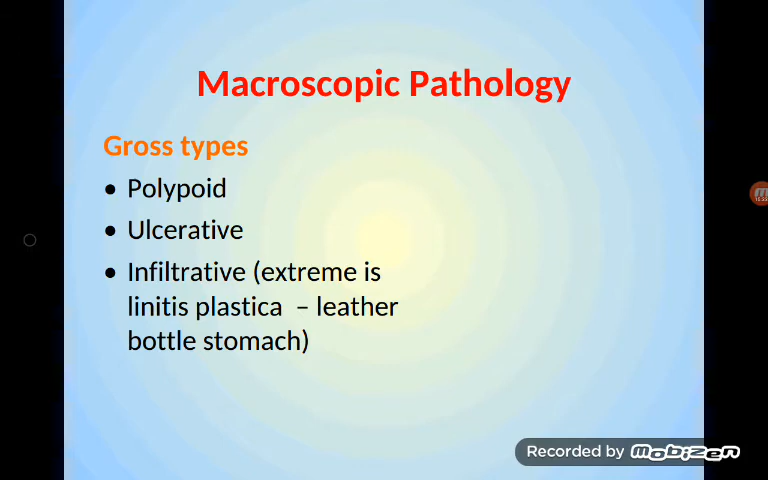 Macroscopic Pathology
Gross types
• Polypoid
• Ulcerative
• Infiltrative (extreme is
linitis plastica – leather
bottle stomach)
Recorded by mobizen